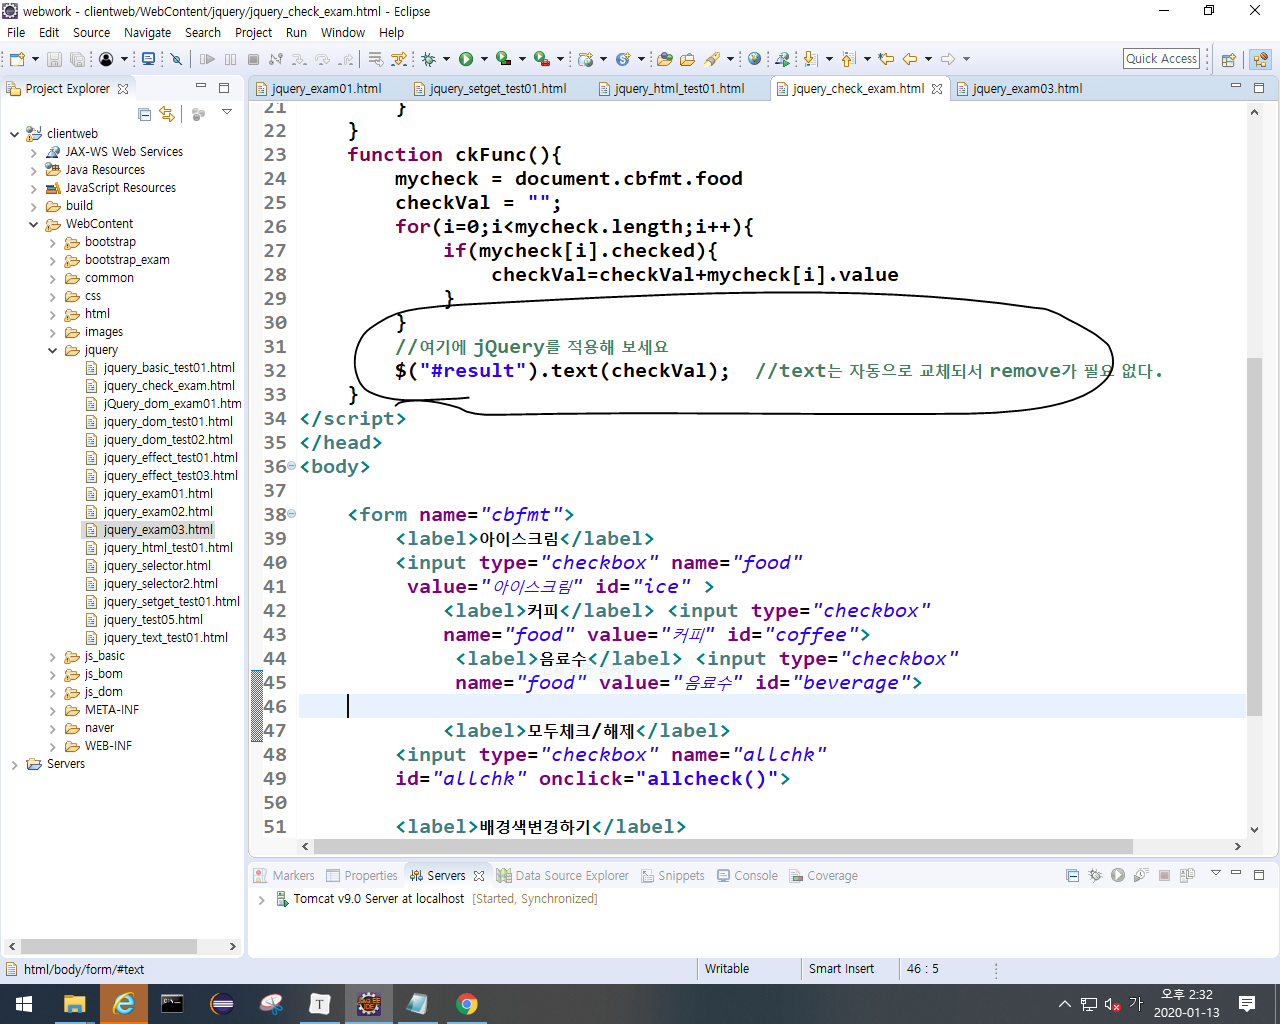 webwork - clientweb/WebContent/jquery/jquery_check_exam.html - Eclipse
File Edit Source Navigate Search Project Run Window Help
Quick Access
Project Explorer
jquery_exam01.html jquery_setget_test01.html jquery_html_test01.html jquery_check_exam.html jquery_exam03.html
clientweb
JAX-WS Web Services
Java Resources
JavaScript Resources
build
WebContent
bootstrap
bootstrap_exam
common
css
html
images
jquery
jquery_basic_test01.html
jquery_check_exam.html
jQuery_dom_exam01.htm
jquery_dom_test01.html
jquery_dom_test02.html
jquery_effect_test01.html
jquery_effect_test03.html
jquery_exam01.html
jquery_exam02.html
jquery_exam03.html
jquery_html_test01.html
jquery_selector.html
jquery_selector2.html
jquery_setget_test01.html
jquery_test05.html
jquery_text_test01.html
js_basic
js_bom
js_dom
META-INF
naver
WEB-INF
Servers
21 }
22 }
23 function ckFunc(){
24 mycheck = document.cbfmt.food
25 checkVal = "";
26 for(i=0;i<mycheck.length;i++){
27 if(mycheck[i].checked){
28 checkVal=checkVal+mycheck[i].value
29 }
30 }
31 //여기에 jQuery를 적용해 보세요
32 $("#result").text(checkVal); //text는 자동으로 교체되서 remove가 필요 없다.
33 }
34 </script>
35 </head>
36 <body>
37
38 <form name="cbfmt">
39 <label>아이스크림</label>
40 <input type="checkbox" name="food"
41 value="아이스크림" id="ice" >
42 <label>커피</label> <input type="checkbox"
43 name="food" value="커피" id="coffee">
44 <label>음료수</label> <input type="checkbox"
45 name="food" value="음료수" id="beverage">
46
47 <label>모두체크/해제</label>
48 <input type="checkbox" name="allchk"
49 id="allchk" onclick="allcheck()">
50
51 <label>배경색변경하기</label>
Markers Properties Servers Data Source Explorer Snippets Console Coverage
Tomcat v9.0 Server at localhost [Started, Synchronized]
html/body/form/#text Writable Smart Insert 46 : 5
가 오후 2:32
2020-01-13